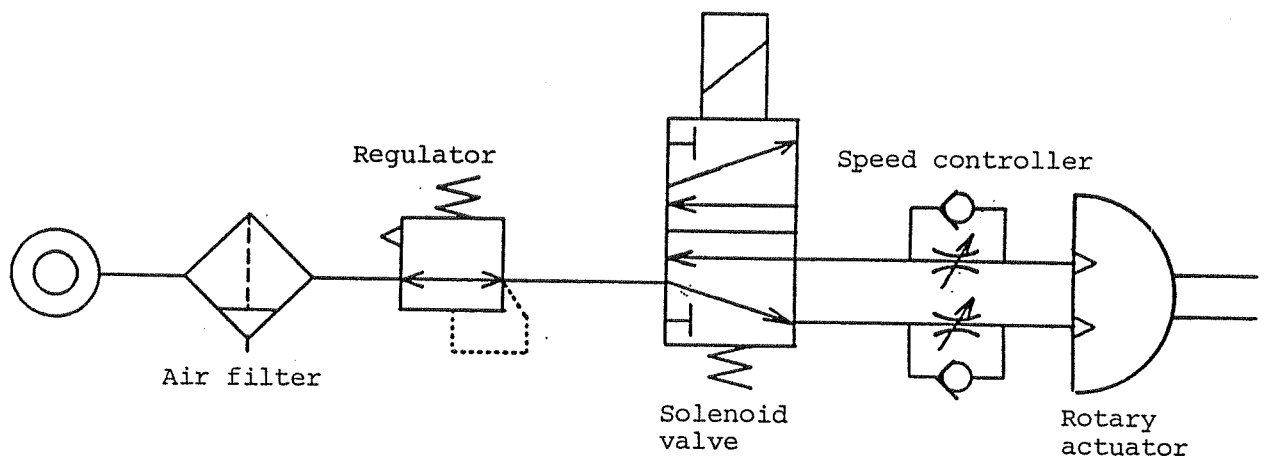 Regulator
Speed controller
Air filter
Solenoid
valve
Rotary
actuator